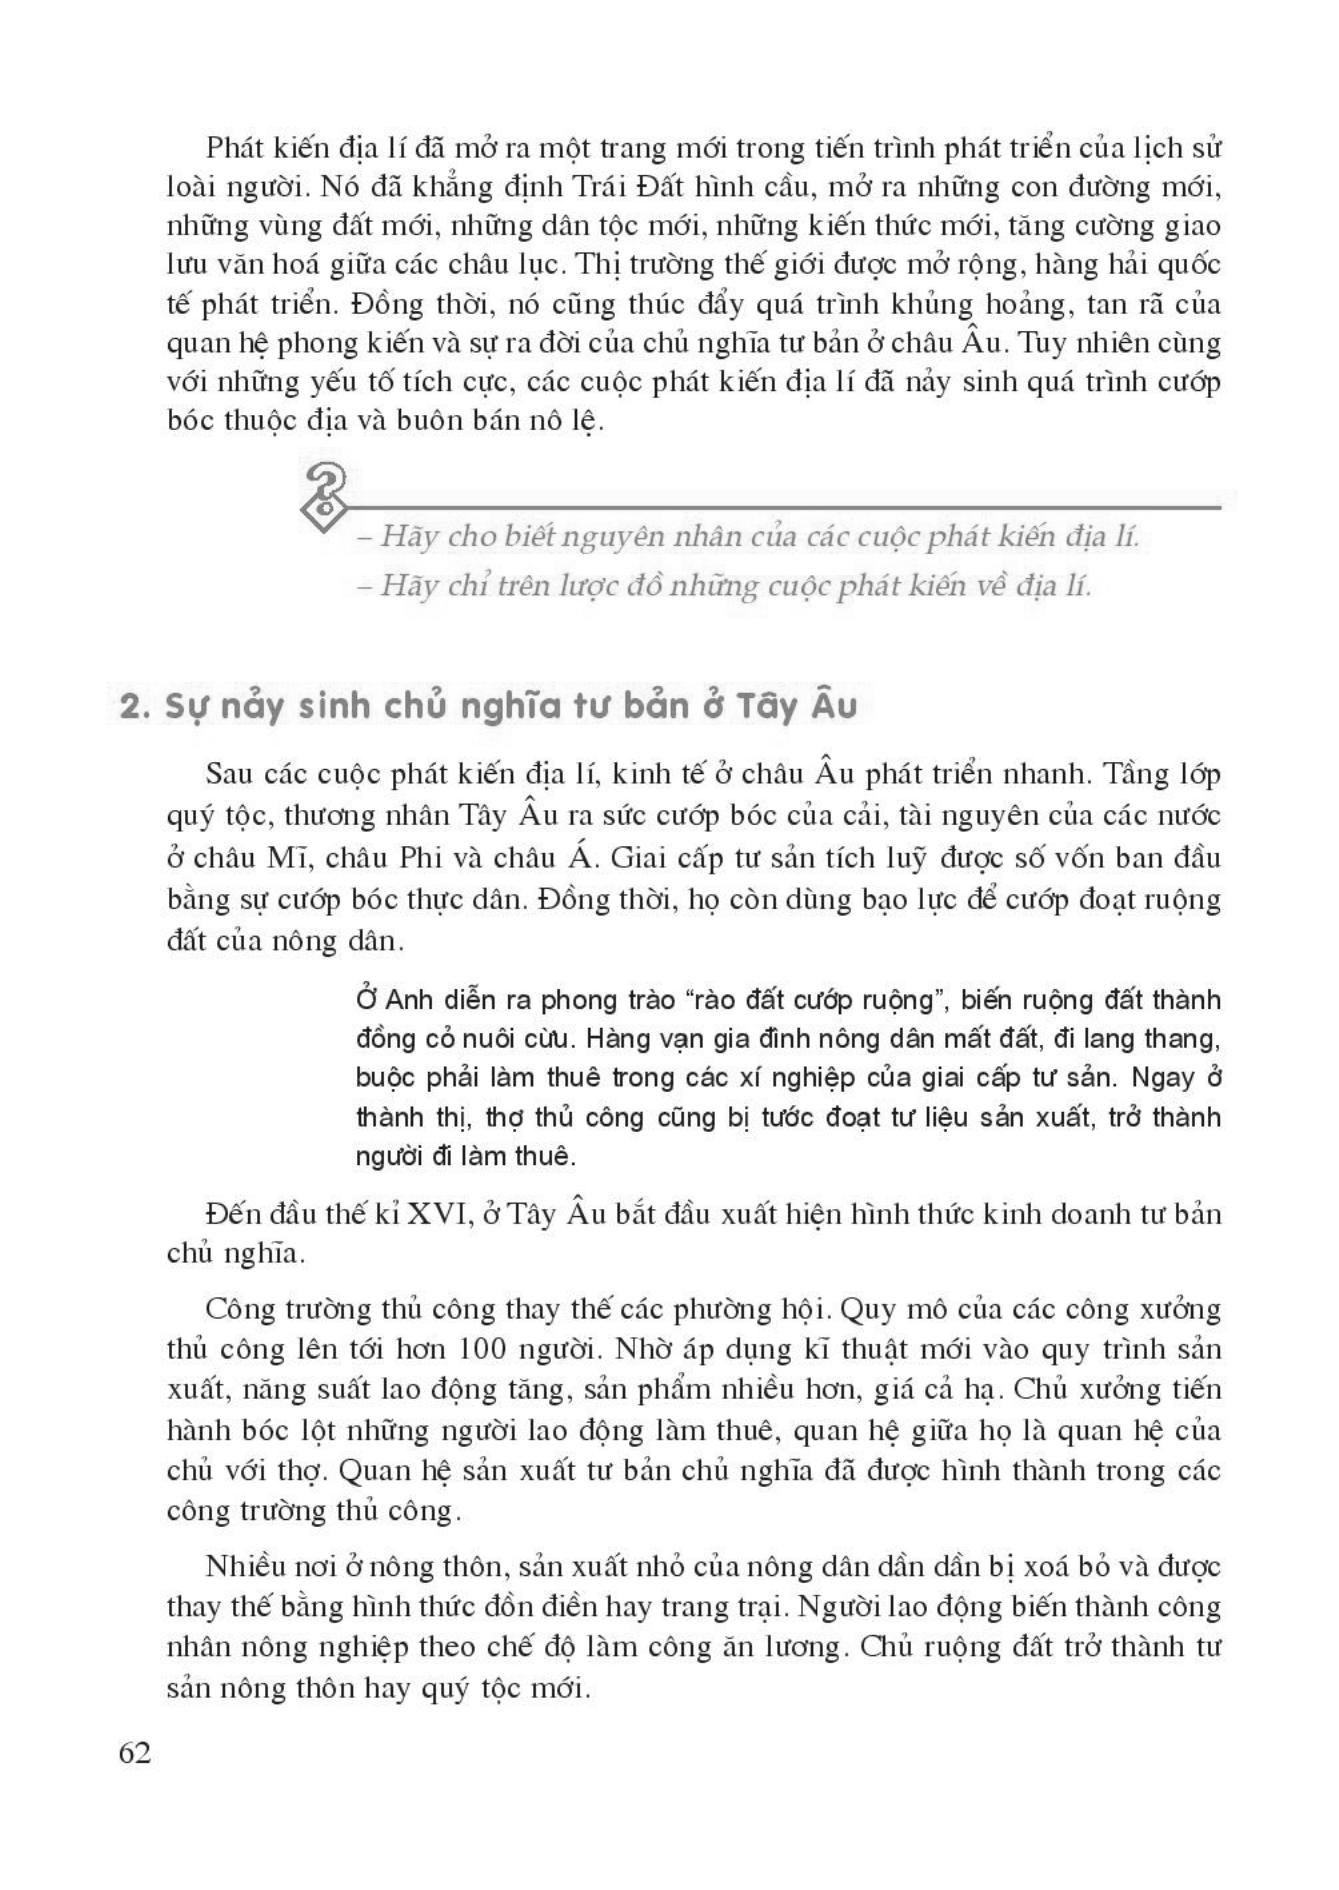 Phát kiến địa lí đã mở ra một trang mới trong tiến trình phát triển của lịch sử
loài người. Nó đã khẳng định Trái Đất hình cầu, mở ra những con đường mới,
những vùng đất mới, những dân tộc mới, những kiến thức mới, tăng cường giao
lưu văn hoá giữa các châu lục. Thị trường thế giới được mở rộng, hàng hải quốc
tế phát triển. Đồng thời, nó cũng thúc đẩy quá trình khủng hoảng, tan rã của
quan hệ phong kiến và sự ra đời của chủ nghĩa tư bản ở châu Âu. Tuy nhiên cùng
với những yếu tố tích cực, các cuộc phát kiến địa lí đã nảy sinh quá trình cướp
bóc thuộc địa và buôn bán nô lệ.
?
– Hãy cho biết nguyên nhân của các cuộc phát kiến địa lí.
– Hãy chỉ trên lược đồ những cuộc phát kiến về địa lí.
2. Sự nảy sinh chủ nghĩa tư bản ở Tây Âu
Sau các cuộc phát kiến địa lí, kinh tế ở châu Âu phát triển nhanh. Tầng lớp
quý tộc, thương nhân Tây Âu ra sức cướp bóc của cải, tài nguyên của các nước
ở châu Mĩ, châu Phi và châu Á. Giai cấp tư sản tích luỹ được số vốn ban đầu
bằng sự cướp bóc thực dân. Đồng thời, họ còn dùng bạo lực để cướp đoạt ruộng
đất của nông dân.
Ở Anh diễn ra phong trào “rào đất cướp ruộng”, biến ruộng đất thành
đồng cỏ nuôi cừu. Hàng vạn gia đình nông dân mất đất, đi lang thang,
buộc phải làm thuê trong các xí nghiệp của giai cấp tư sản. Ngay ở
thành thị, thợ thủ công cũng bị tước đoạt tư liệu sản xuất, trở thành
người đi làm thuê.
Đến đầu thế kỉ XVI, ở Tây Âu bắt đầu xuất hiện hình thức kinh doanh tư bản
chủ nghĩa.
Công trường thủ công thay thế các phường hội. Quy mô của các công xưởng
thủ công lên tới hơn 100 người. Nhờ áp dụng kĩ thuật mới vào quy trình sản
xuất, năng suất lao động tăng, sản phẩm nhiều hơn, giá cả hạ. Chủ xưởng tiến
hành bóc lột những người lao động làm thuê, quan hệ giữa họ là quan hệ của
chủ với thợ. Quan hệ sản xuất tư bản chủ nghĩa đã được hình thành trong các
công trường thủ công.
Nhiều nơi ở nông thôn, sản xuất nhỏ của nông dân dần dần bị xoá bỏ và được
thay thế bằng hình thức đồn điền hay trang trại. Người lao động biến thành công
nhân nông nghiệp theo chế độ làm công ăn lương. Chủ ruộng đất trở thành tư
sản nông thôn hay quý tộc mới.
62